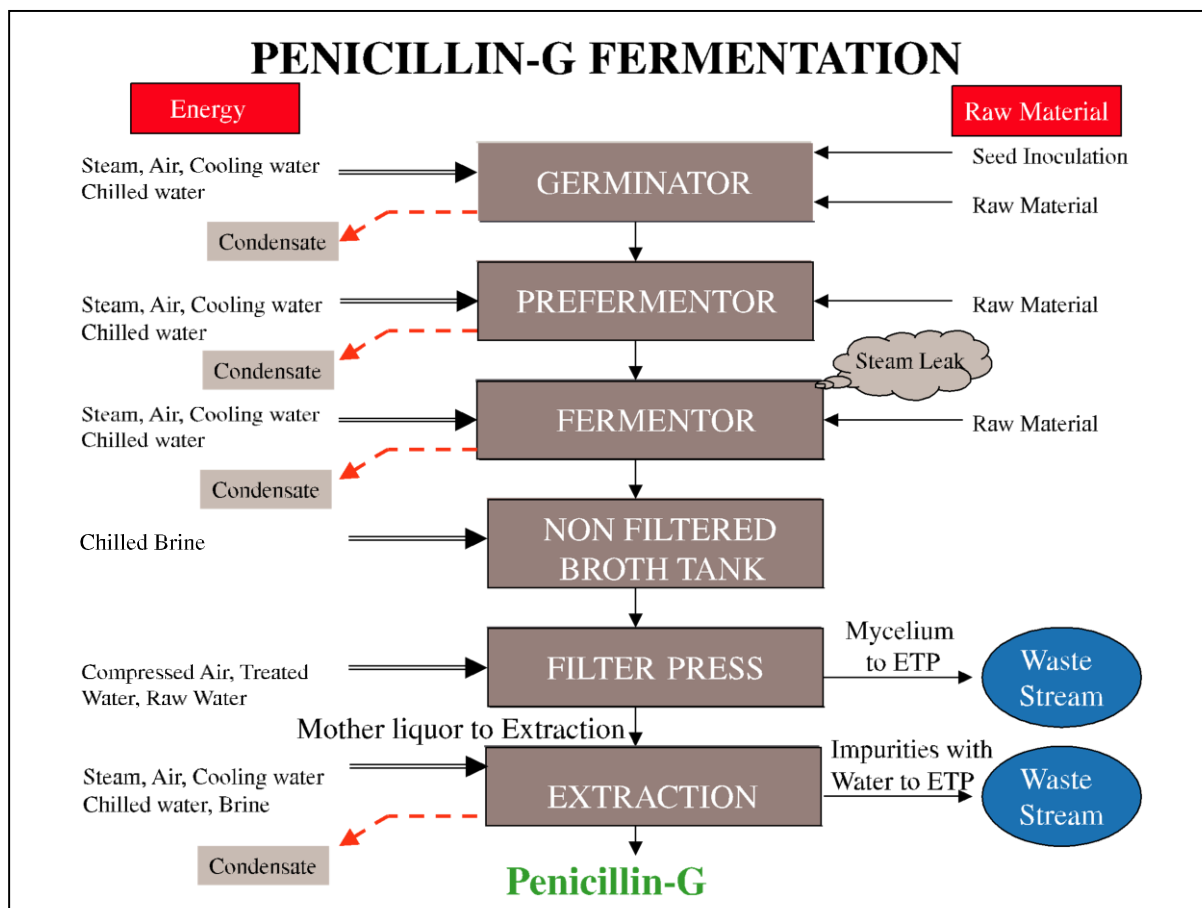 PENICILLIN-G FERMENTATION
Energy
Raw Material
Steam, Air, Cooling water
Chilled water
GERMINATOR
Seed Inoculation
Raw Material
Condensate
Steam, Air, Cooling water
Chilled water
PREFERMENTOR
Raw Material
Condensate
Steam Leak
Steam, Air, Cooling water
Chilled water
FERMENTOR
Raw Material
Condensate
Chilled Brine
NON FILTERED
BROTH TANK
Compressed Air, Treated
Water, Raw Water
FILTER PRESS
Mycelium
to ETP
Waste
Stream
Mother liquor to Extraction
Steam, Air, Cooling water
Chilled water, Brine
EXTRACTION
Impurities with
Water to ETP
Waste
Stream
Condensate
Penicillin-G